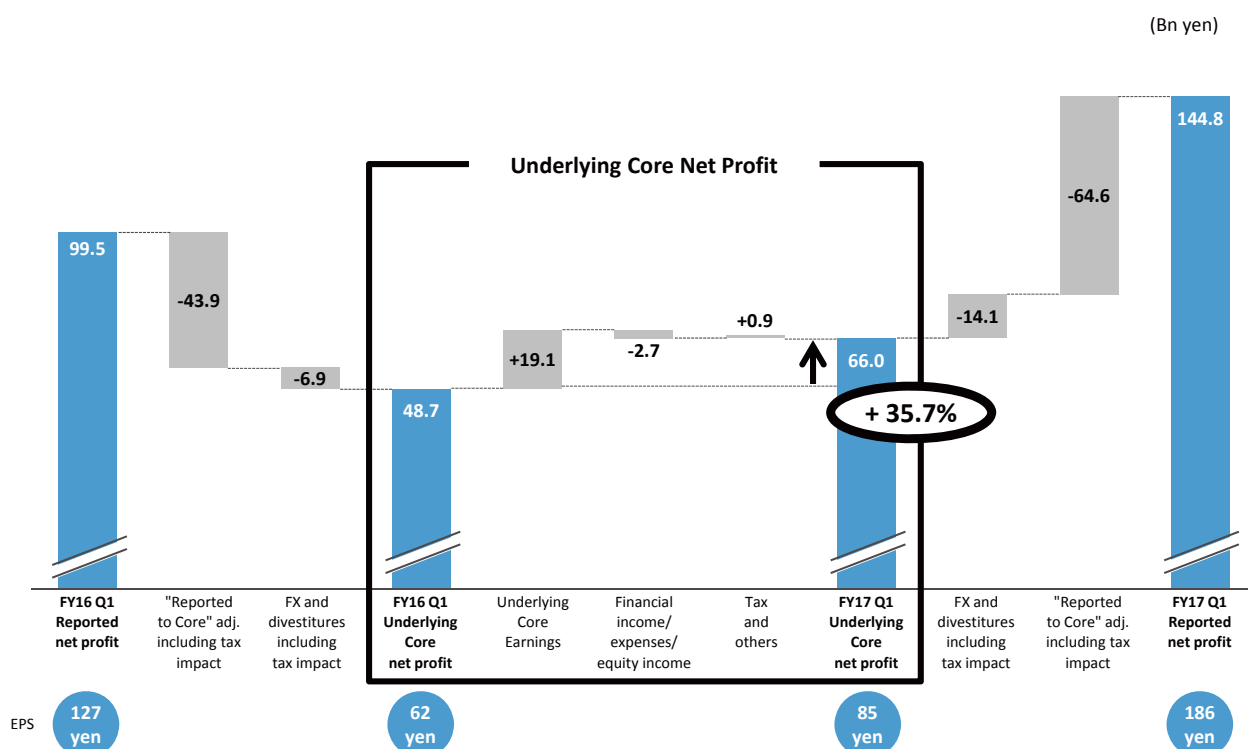 (Bn yen)
Underlying Core Net Profit
99.5
-43.9
-6.9
48.7
+19.1
-2.7
+0.9
66.0
+ 35.7%
-14.1
-64.6
144.8
FY16 Q1
Reported
net profit
"Reported
to Core" adj.
including tax
impact
FX and
divestitures
including
tax impact
FY16 Q1
Underlying
Core
net profit
Underlying
Core
Earnings
Financial
income/
expenses/
equity income
Tax
and
others
FY17 Q1
Underlying
Core
net profit
FX and
divestitures
including
tax impact
"Reported
to Core" adj.
including tax
impact
FY17 Q1
Reported
net profit
EPS
127
yen
62
yen
85
yen
186
yen